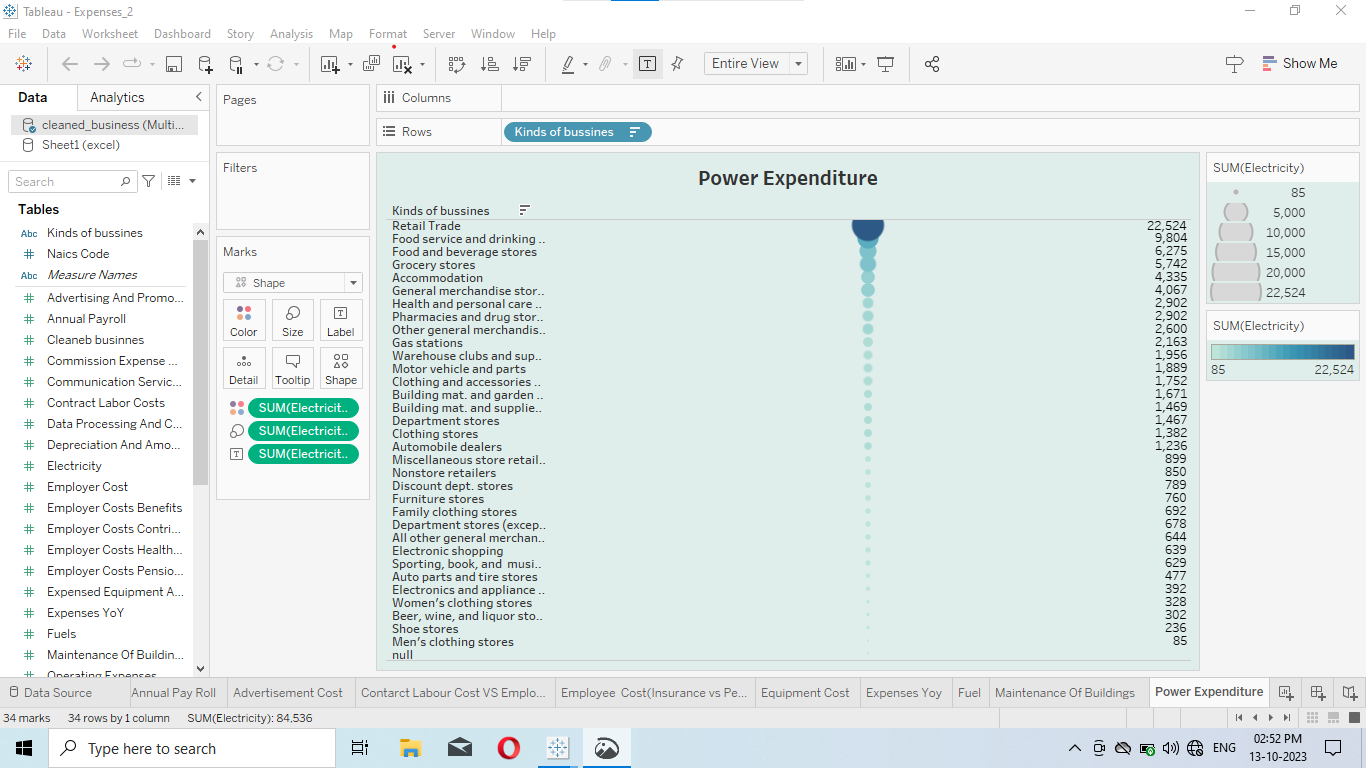 Tableau - Expenses_2
File Data Worksheet Dashboard Story Analysis Map Format Server Window Help
Entire View
Show Me
Data Analytics
cleaned_business (Multi...
Sheet1 (excel)
Search
Tables
Abc Kinds of bussines
# Naics Code
Abc Measure Names
# Advertising And Promo...
# Annual Payroll
# Cleaneb businnes
# Commission Expense ...
# Communication Servic...
# Contract Labor Costs
# Data Processing And C...
# Depreciation And Amo...
# Electricity
# Employer Cost
# Employer Costs Benefits
# Employer Costs Contri...
# Employer Costs Health...
# Employer Costs Pensio...
# Expensed Equipment A...
# Expenses YoY
# Fuels
# Maintenance Of Buildin...
# Operating Expenses
Pages
Filters
Marks
Shape
Color Size Label
Detail Tooltip Shape
SUM(Electricit..
SUM(Electricit..
SUM(Electricit..
Columns
Rows Kinds of bussines
Power Expenditure
Kinds of bussines
Retail Trade 22,524
Food service and drinking .. 9,804
Food and beverage stores 6,275
Grocery stores 5,742
Accommodation 4,335
General merchandise stor.. 4,067
Health and personal care .. 2,902
Pharmacies and drug stor.. 2,902
Other general merchandis.. 2,600
Gas stations 2,163
Warehouse clubs and sup.. 1,956
Motor vehicle and parts 1,889
Clothing and accessories .. 1,752
Building mat. and garden .. 1,671
Building mat. and supplie.. 1,469
Department stores 1,467
Clothing stores 1,382
Automobile dealers 1,236
Miscellaneous store retail.. 899
Nonstore retailers 850
Discount dept. stores 789
Furniture stores 760
Family clothing stores 692
Department stores (excep.. 678
All other general merchan.. 644
Electronic shopping 639
Sporting, book, and musi.. 629
Auto parts and tire stores 477
Electronics and appliance .. 392
Women's clothing stores 328
Beer, wine, and liquor sto.. 302
Shoe stores 236
Men's clothing stores 85
null
SUM(Electricity)
85
5,000
10,000
15,000
20,000
22,524
SUM(Electricity)
85 22,524
Data Source Annual Pay Roll Advertisement Cost Contarct Labour Cost VS Emplo... Employee Cost(Insurance vs Pe... Equipment Cost Expenses Yoy Fuel Maintenance Of Buildings Power Expenditure
34 marks 34 rows by 1 column SUM(Electricity): 84,536
Type here to search
ENG
02:52 PM
13-10-2023